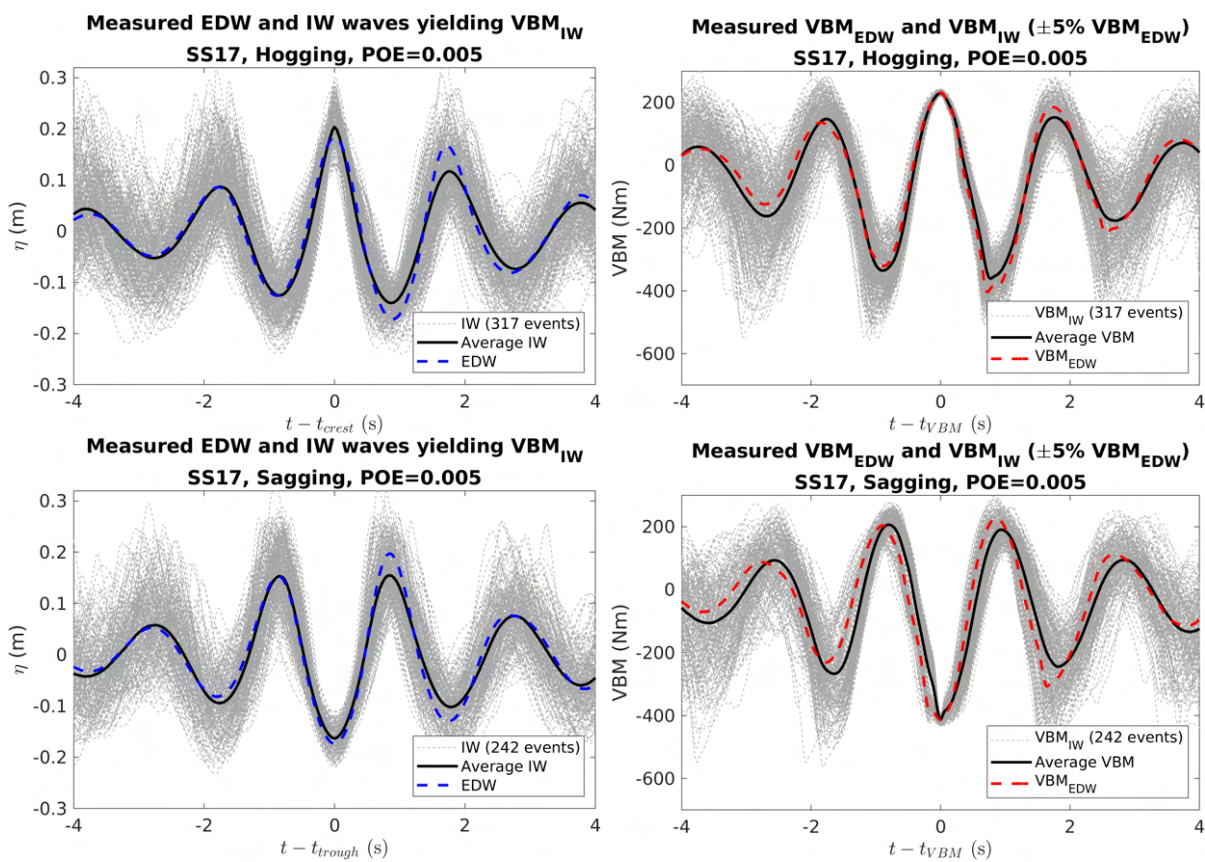 Measured EDW and IW waves yielding VBM_IW
SS17, Hogging, POE=0.005
0.3
0.2
0.1
0
-0.1
-0.2
-0.3
η (m)
IW (317 events)
Average IW
EDW
-4 -2 0 2 4
t − t_crest (s)
Measured VBM_EDW and VBM_IW (±5% VBM_EDW)
SS17, Hogging, POE=0.005
200
0
-200
-400
-600
VBM (Nm)
VBM_IW (317 events)
Average VBM
VBM_EDW
-4 -2 0 2 4
t − t_VBM (s)
Measured EDW and IW waves yielding VBM_IW
SS17, Sagging, POE=0.005
0.3
0.2
0.1
0
-0.1
-0.2
-0.3
η (m)
IW (242 events)
Average IW
EDW
-4 -2 0 2 4
t − t_trough (s)
Measured VBM_EDW and VBM_IW (±5% VBM_EDW)
SS17, Sagging, POE=0.005
200
0
-200
-400
-600
VBM (Nm)
VBM_IW (242 events)
Average VBM
VBM_EDW
-4 -2 0 2 4
t − t_VBM (s)